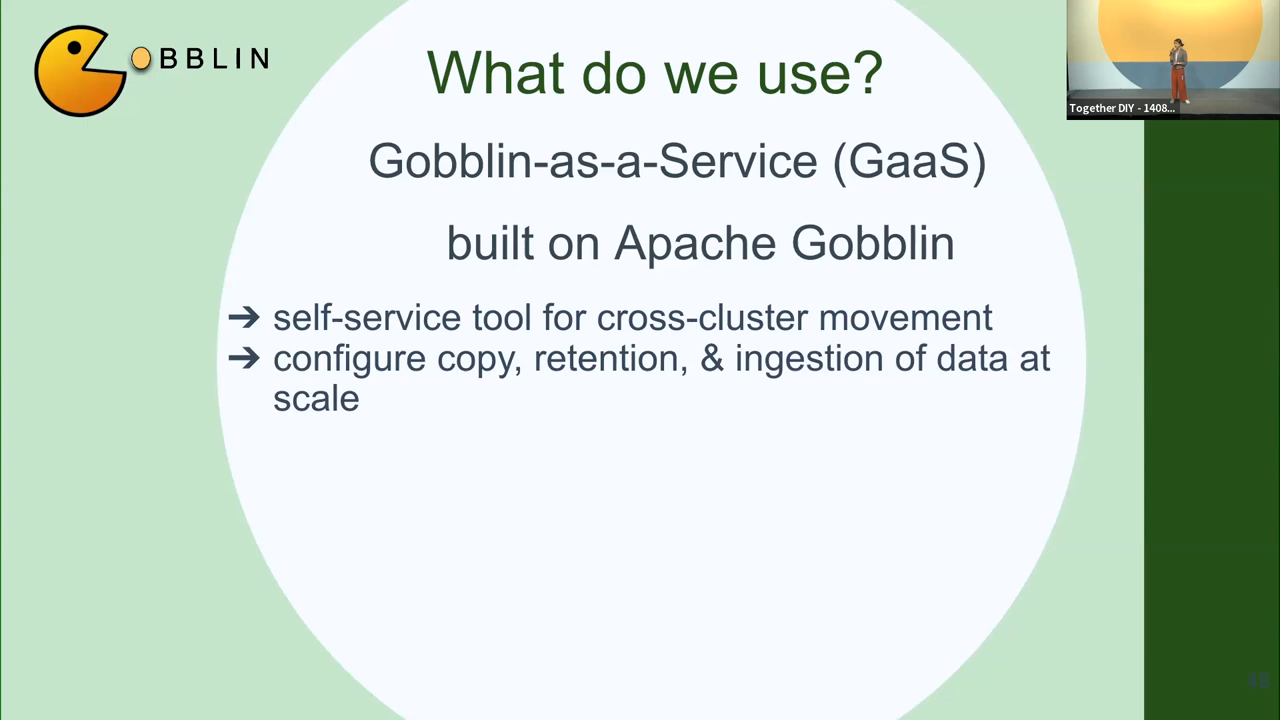 OBBLIN
What do we use?
Together DIY - 1408...
Gobblin-as-a-Service (GaaS)
built on Apache Gobblin
➔ self-service tool for cross-cluster movement
➔ configure copy, retention, & ingestion of data at
scale